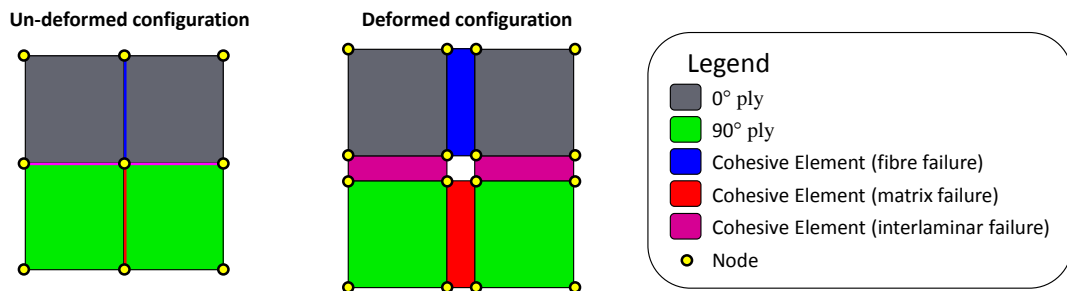 Un-deformed configuration
Deformed configuration
Legend
0° ply
90° ply
Cohesive Element (fibre failure)
Cohesive Element (matrix failure)
Cohesive Element (interlaminar failure)
Node